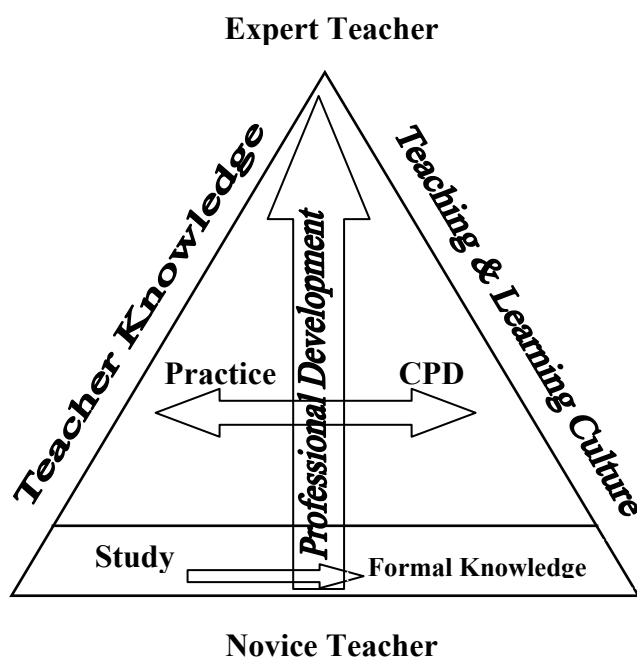 Expert Teacher
Teacher Knowledge
Teaching & Learning Culture
Professional Development
Practice
CPD
Study
Formal Knowledge
Novice Teacher